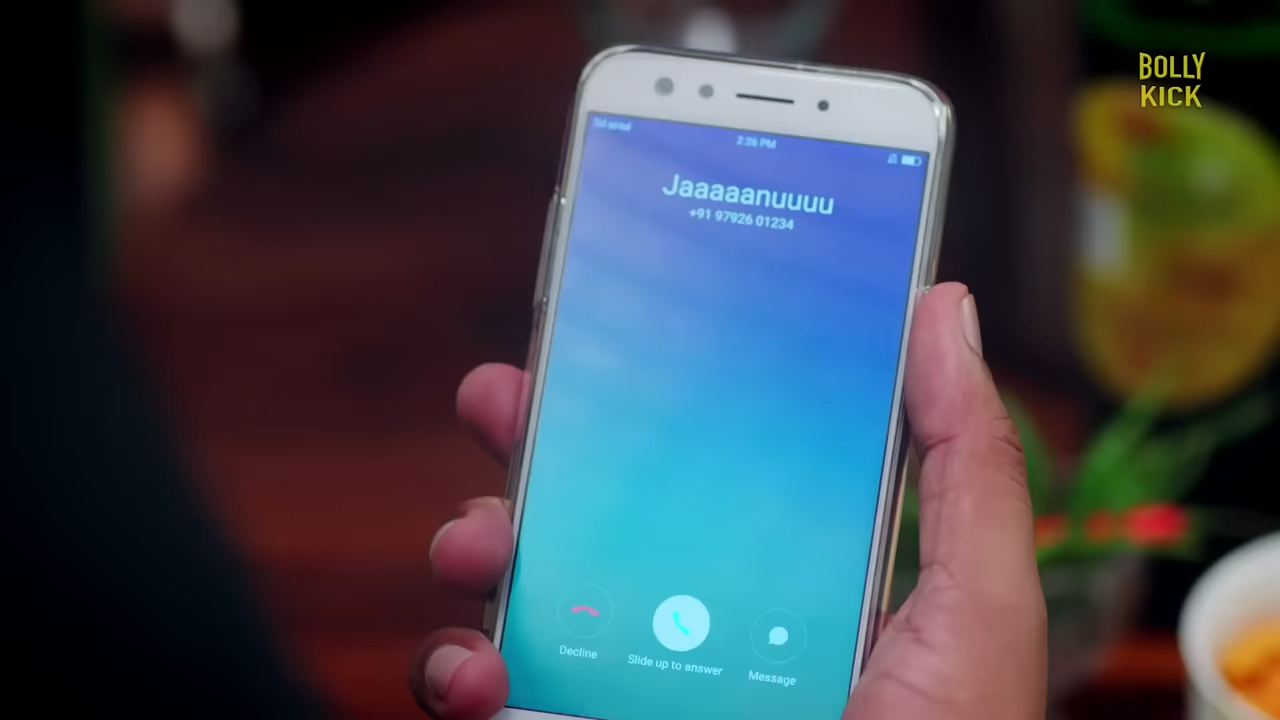 BOLLY
KICK
2:26 PM
Jaaaaanuuuu
+91 97926 01234
Decline
Slide up to answer
Message